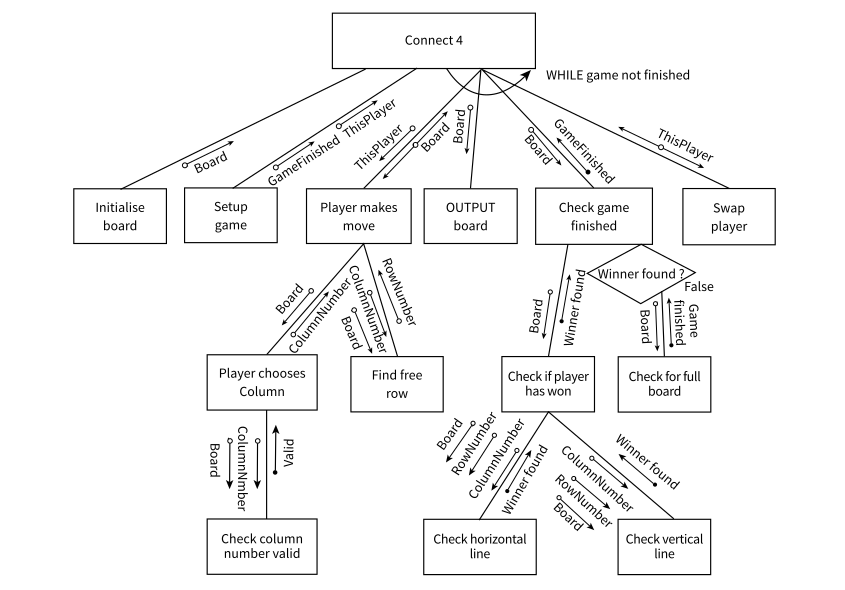 Connect 4
WHILE game not finished
Board
GameFinished
ThisPlayer
ThisPlayer
Board
Board
Board
GameFinished
ThisPlayer
Initialise
board
Setup
game
Player makes
move
OUTPUT
board
Check game
finished
Swap
player
Board
ColumnNumber
Board
ColumnNumber
RowNumber
Board
Winner found
Winner found ?
False
Board
Game
finished
Player chooses
Column
Find free
row
Check if player
has won
Check for full
board
Board
ColumnNmber
Valid
Board
RowNumber
ColumnNumber
Winner found
Winner found
ColumnNumber
RowNumber
Board
Check column
number valid
Check horizontal
line
Check vertical
line